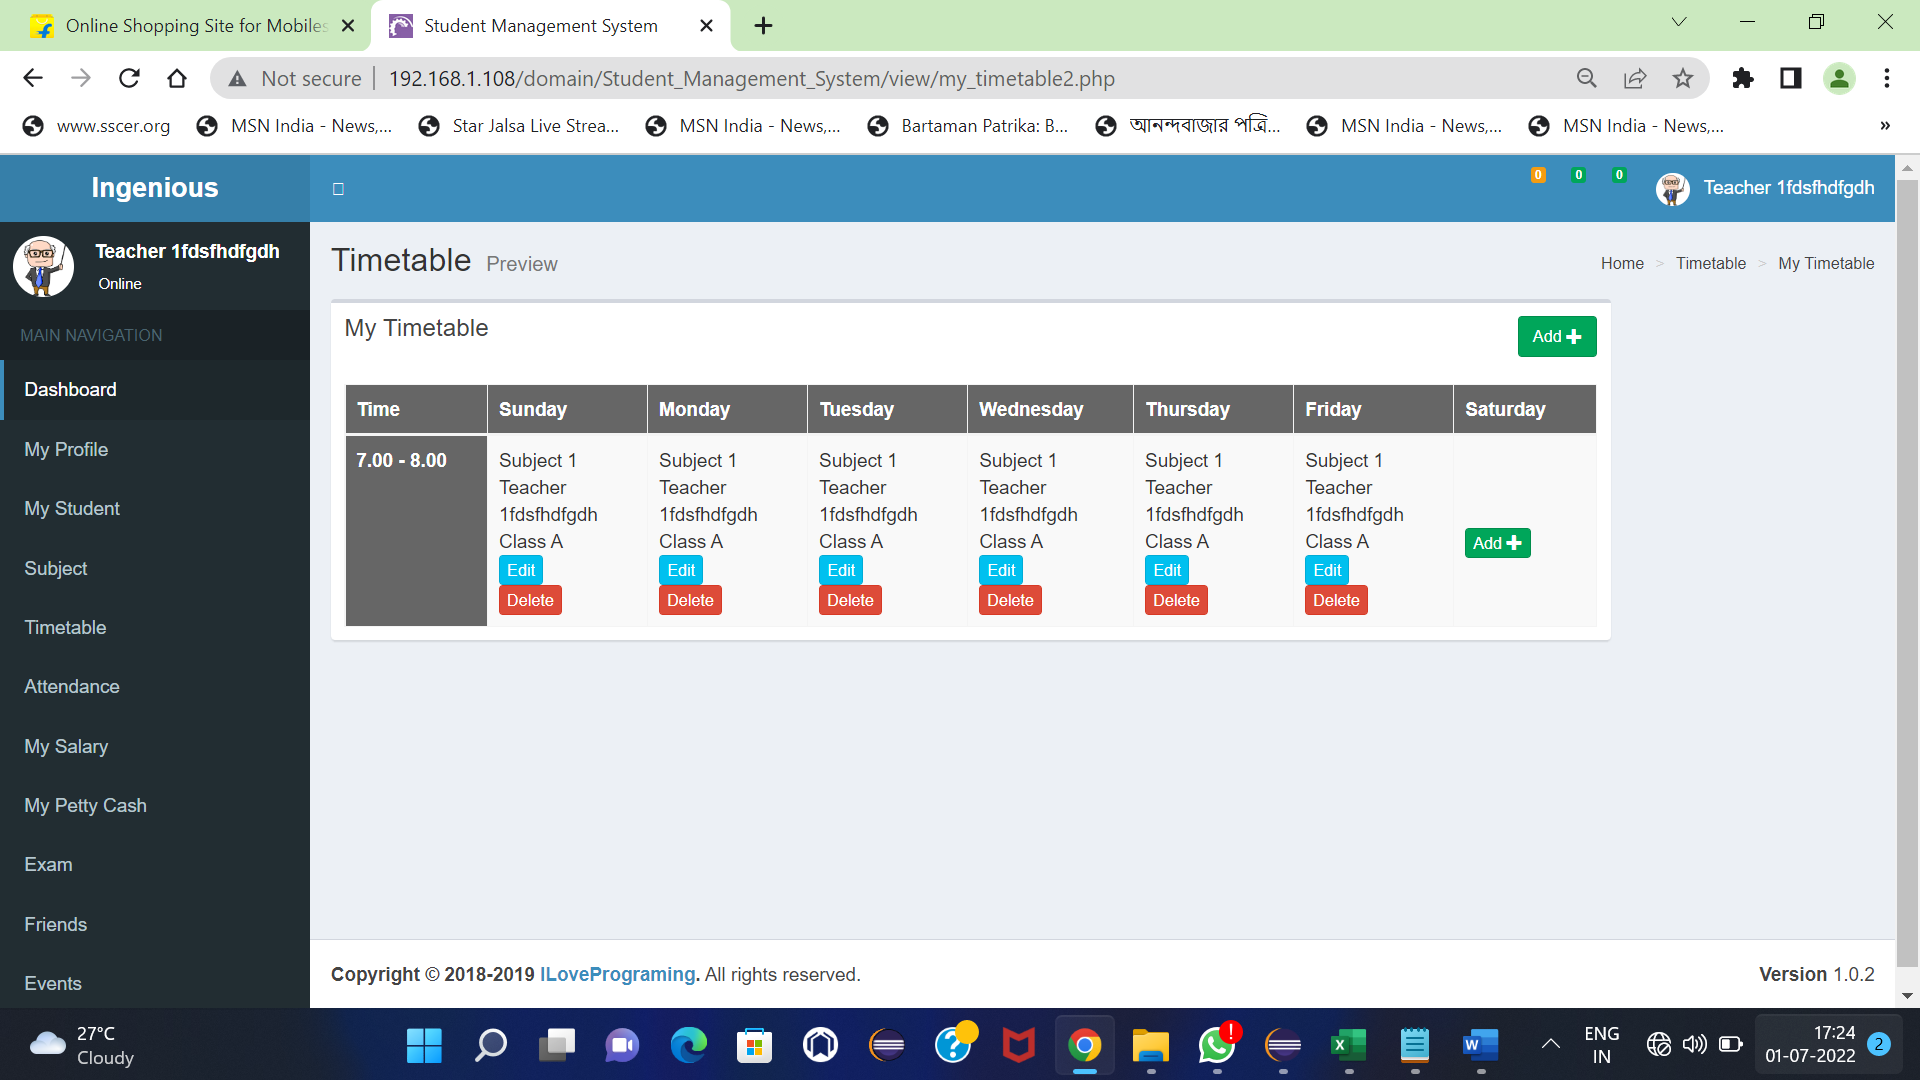 Online Shopping Site for Mobiles
Student Management System
Not secure
192.168.1.108/domain/Student_Management_System/view/my_timetable2.php
www.sscer.org
MSN India - News,...
Star Jalsa Live Strea...
MSN India - News,...
Bartaman Patrika: B...
আনন্দবাজার পত্রি...
MSN India - News,...
MSN India - News,...
»
Ingenious
0 0 0
Teacher 1fdsfhdfgdh
Teacher 1fdsfhdfgdh
Online
MAIN NAVIGATION
Dashboard
My Profile
My Student
Subject
Timetable
Attendance
My Salary
My Petty Cash
Exam
Friends
Events
Timetable Preview
Home > Timetable > My Timetable
My Timetable
Add
Time Sunday Monday Tuesday Wednesday Thursday Friday Saturday
7.00 - 8.00 Subject 1 Subject 1 Subject 1 Subject 1 Subject 1 Subject 1
Teacher Teacher Teacher Teacher Teacher Teacher
1fdsfhdfgdh 1fdsfhdfgdh 1fdsfhdfgdh 1fdsfhdfgdh 1fdsfhdfgdh 1fdsfhdfgdh
Class A Class A Class A Class A Class A Class A Add
Edit Edit Edit Edit Edit Edit
Delete Delete Delete Delete Delete Delete
Copyright © 2018-2019 ILovePrograming. All rights reserved.
Version 1.0.2
27°C
Cloudy
ENG
IN
17:24
01-07-2022
2